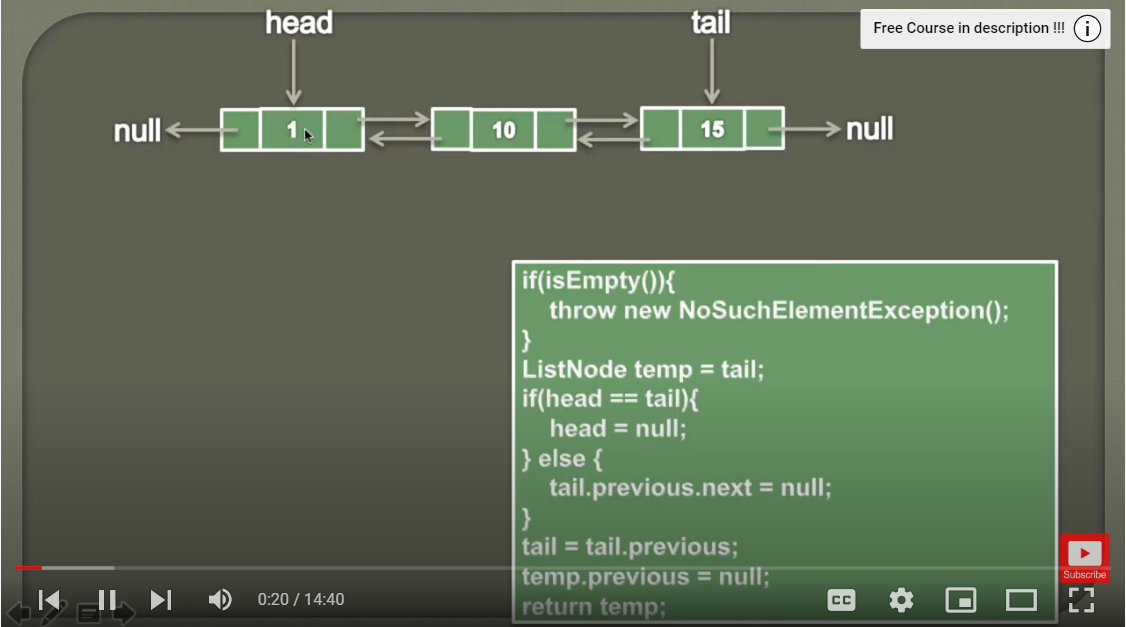 head
tail
Free Course in description !!!
null
1
10
15
null
if(isEmpty()){
throw new NoSuchElementException();
}
ListNode temp = tail;
if(head == tail){
head = null;
} else {
tail.previous.next = null;
}
tail = tail.previous;
temp.previous = null;
return temp;
Subscribe
0:20 / 14:40
CC